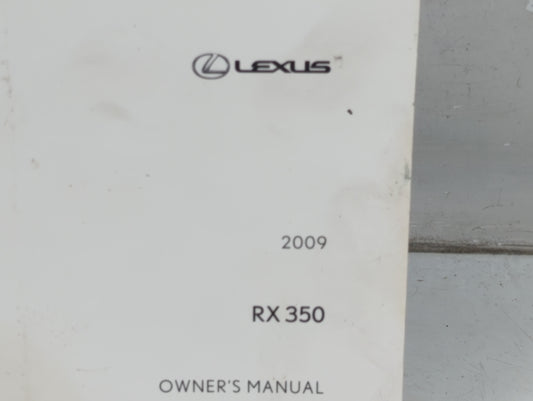 LEXUS
2009
RX 350
OWNER'S MANUAL